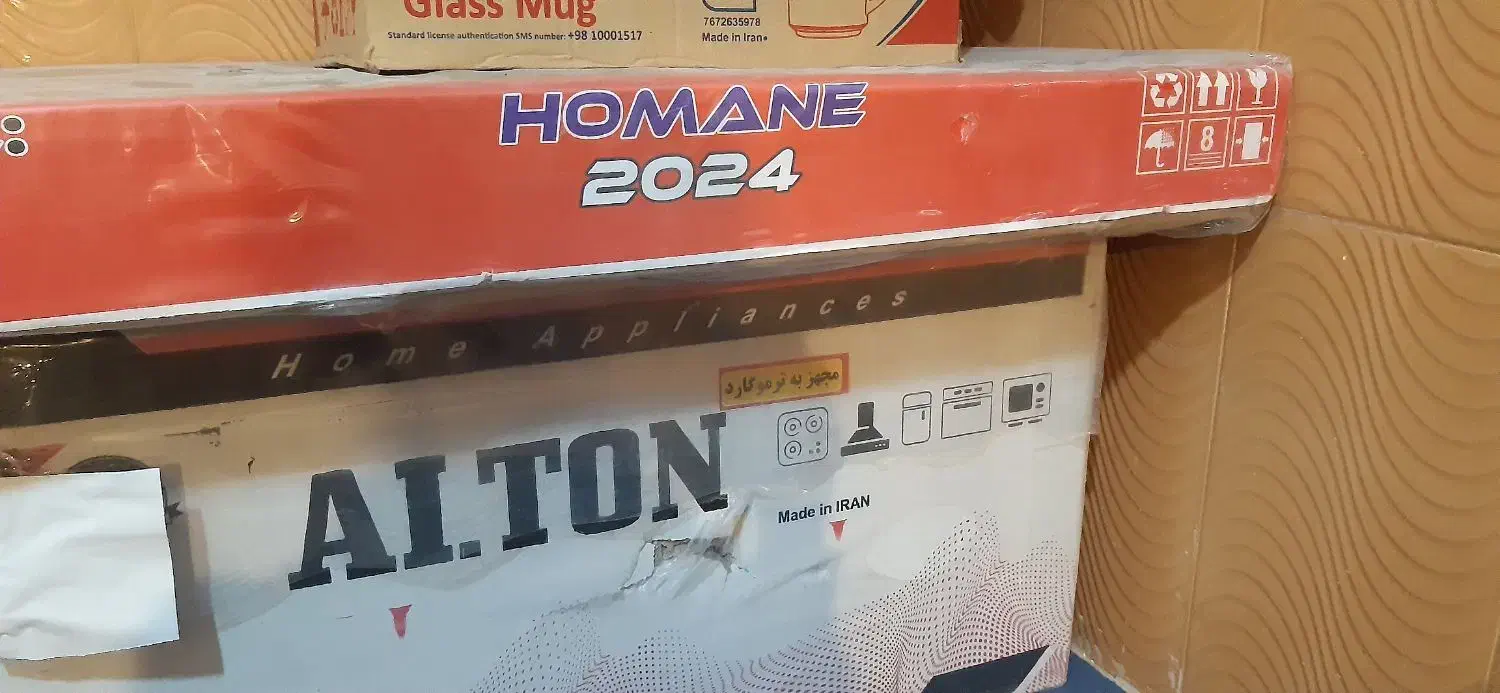 Glass Mug
Standard license authentication SMS number: +98 10001517
7672635978
Made in Iran
HOMANE
2024
8
Home Appliances
مجهز به ترموگارد
ALTON
Made in IRAN